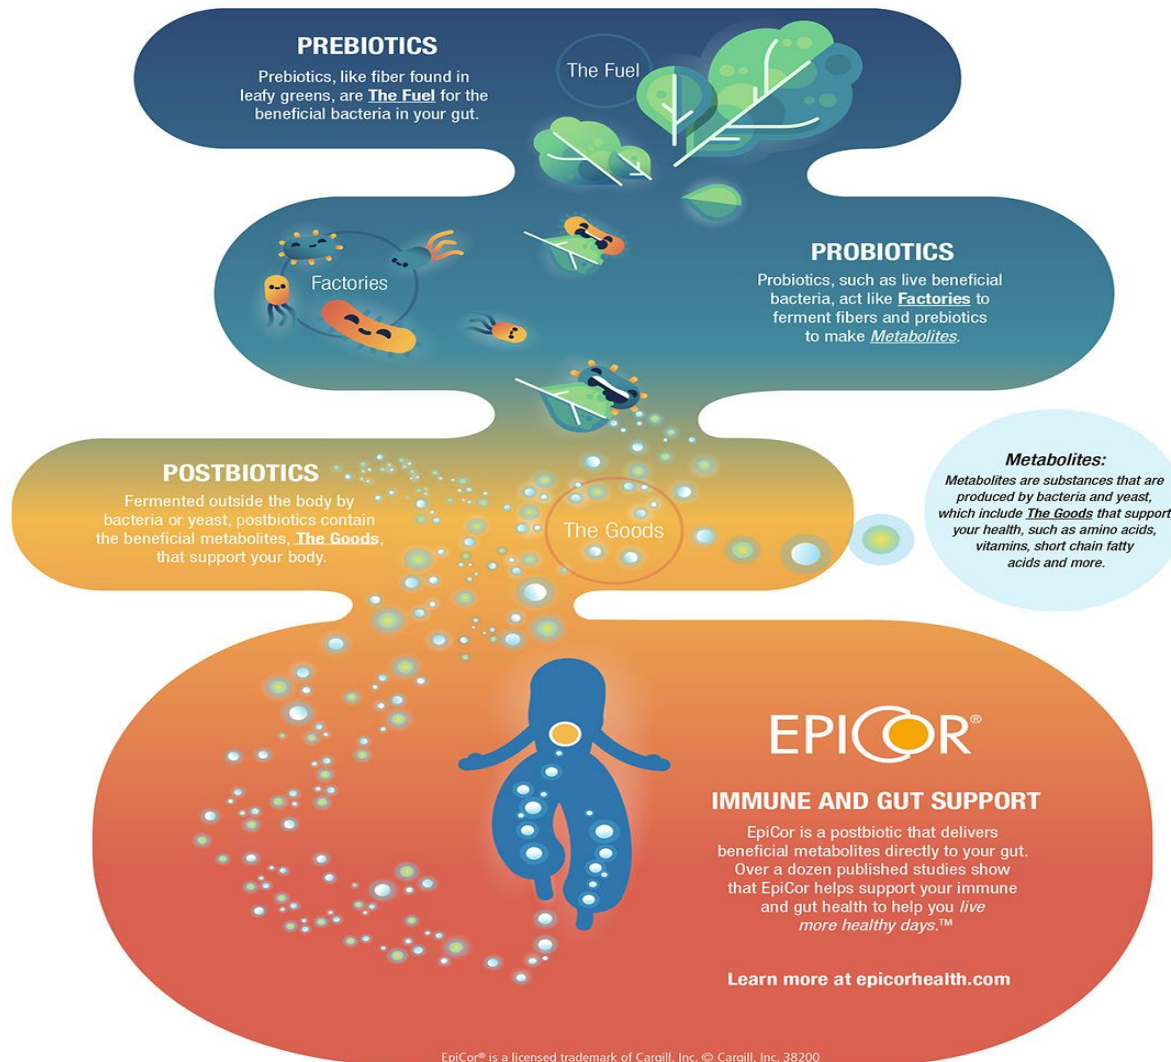 PREBIOTICS
Prebiotics, like fiber found in
leafy greens, are The Fuel for the
beneficial bacteria in your gut.
The Fuel
Factories
PROBIOTICS
Probiotics, such as live beneficial
bacteria, act like Factories to
ferment fibers and prebiotics
to make Metabolites.
POSTBIOTICS
Fermented outside the body by
bacteria or yeast, postbiotics contain
the beneficial metabolites, The Goods,
that support your body.
The Goods
Metabolites:
Metabolites are substances that are
produced by bacteria and yeast,
which include The Goods that support
your health, such as amino acids,
vitamins, short chain fatty
acids and more.
EPICOR®
IMMUNE AND GUT SUPPORT
EpiCor is a postbiotic that delivers
beneficial metabolites directly to your gut.
Over a dozen published studies show
that EpiCor helps support your immune
and gut health to help you live
more healthy days.™
Learn more at epicorhealth.com
EpiCor® is a licensed trademark of Cargill, Inc. © Cargill, Inc. 38200